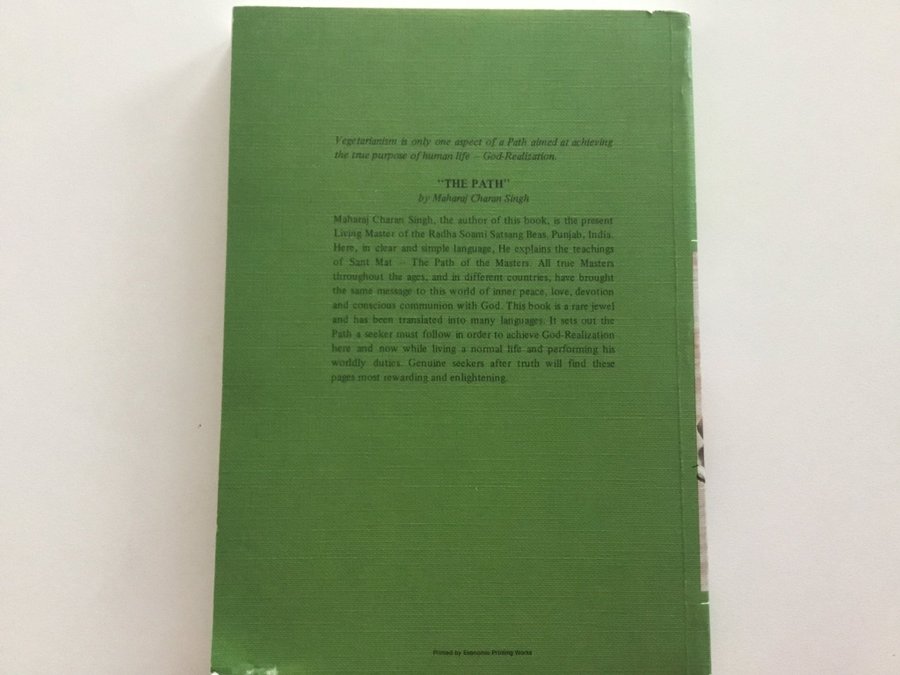 Vegetarianism is only one aspect of a Path aimed at achieving
the true purpose of human life – God-Realization.
"THE PATH"
by Maharaj Charan Singh
Maharaj Charan Singh, the author of this book, is the present
Living Master of the Radha Soami Satsang Beas, Punjab, India.
Here, in clear and simple language, He explains the teachings
of Sant Mat – The Path of the Masters. All true Masters
throughout the ages, and in different countries, have brought
the same message to this world of inner peace, love, devotion
and conscious communion with God. This book is a rare jewel
and has been translated into many languages. It sets out the
Path a seeker must follow in order to achieve God-Realization
here and now while living a normal life and performing his
worldly duties. Genuine seekers after truth will find these
pages most rewarding and enlightening.
Printed by Economic Printing Works